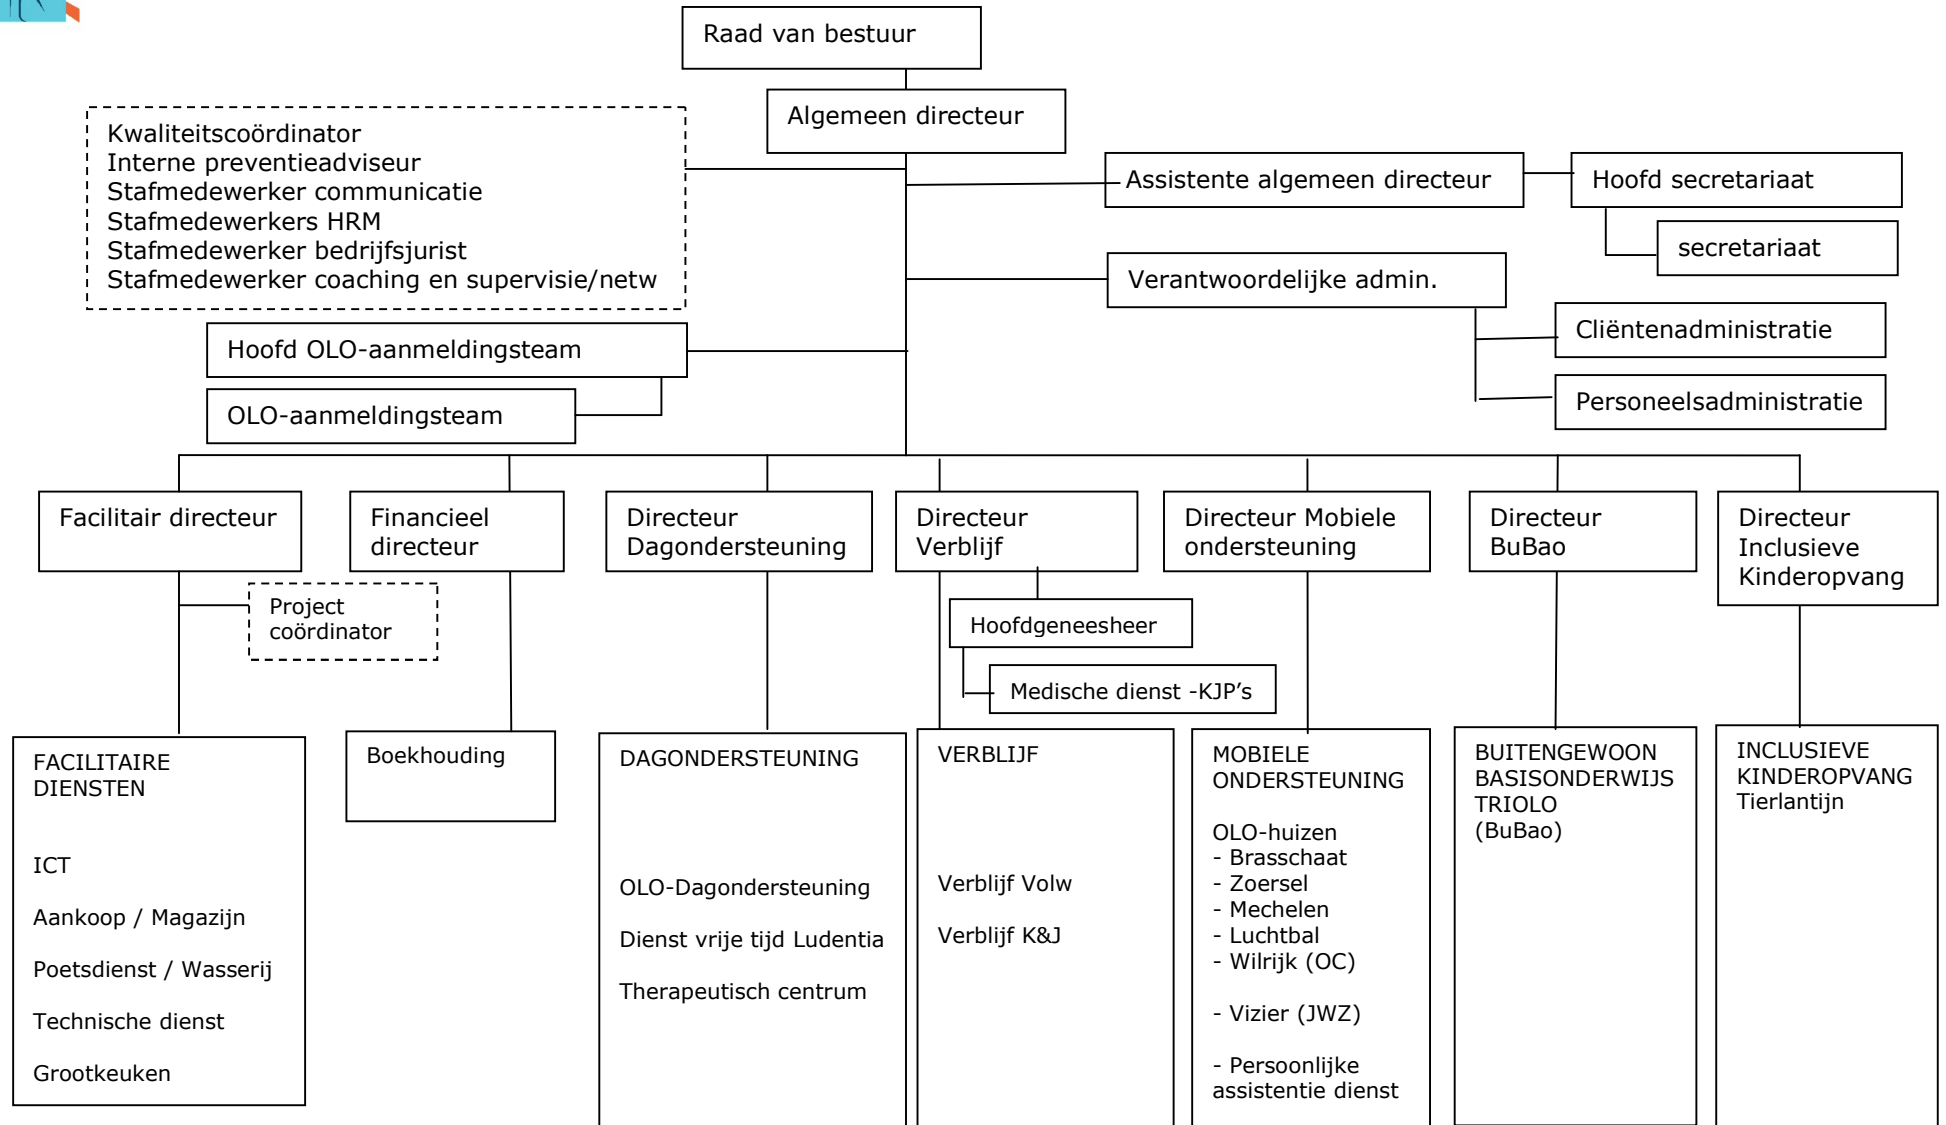 Raad van bestuur
Algemeen directeur
Kwaliteitscoördinator
Interne preventieadviseur
Stafmedewerker communicatie
Stafmedewerkers HRM
Stafmedewerker bedrijfsjurist
Stafmedewerker coaching en supervisie/netw
Assistente algemeen directeur
Hoofd secretariaat
secretariaat
Verantwoordelijke admin.
Cliëntenadministratie
Personeelsadministratie
Hoofd OLO-aanmeldingsteam
OLO-aanmeldingsteam
Facilitair directeur
Project
coördinator
Financieel
directeur
Directeur
Dagondersteuning
Directeur
Verblijf
Hoofdgeneesheer
Medische dienst -KJP’s
Directeur Mobiele
ondersteuning
Directeur
BuBao
Directeur
Inclusieve
Kinderopvang
FACILITAIRE
DIENSTEN
ICT
Aankoop / Magazijn
Poetsdienst / Wasserij
Technische dienst
Grootkeuken
Boekhouding
DAGONDERSTEUNING
OLO-Dagondersteuning
Dienst vrije tijd Ludentia
Therapeutisch centrum
VERBLIJF
Verblijf Volw
Verblijf K&J
MOBIELE
ONDERSTEUNING
OLO-huizen
- Brasschaat
- Zoersel
- Mechelen
- Luchtbal
- Wilrijk (OC)
- Vizier (JWZ)
- Persoonlijke
assistentie dienst
BUITENGEWOON
BASISONDERWIJS
TRIOLO
(BuBao)
INCLUSIEVE
KINDEROPVANG
Tierlantijn